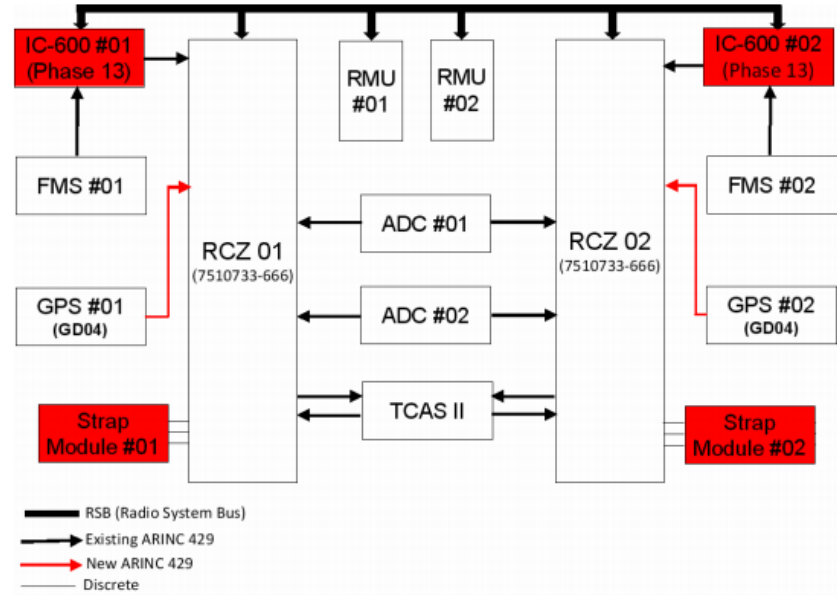 IC-600 #01
(Phase 13)
IC-600 #02
(Phase 13)
RMU
#01
RMU
#02
FMS #01
FMS #02
ADC #01
RCZ 01
(7510733-666)
RCZ 02
(7510733-666)
GPS #01
(GD04)
ADC #02
GPS #02
(GD04)
Strap
Module #01
TCAS II
Strap
Module #02
RSB (Radio System Bus)
Existing ARINC 429
New ARINC 429
Discrete